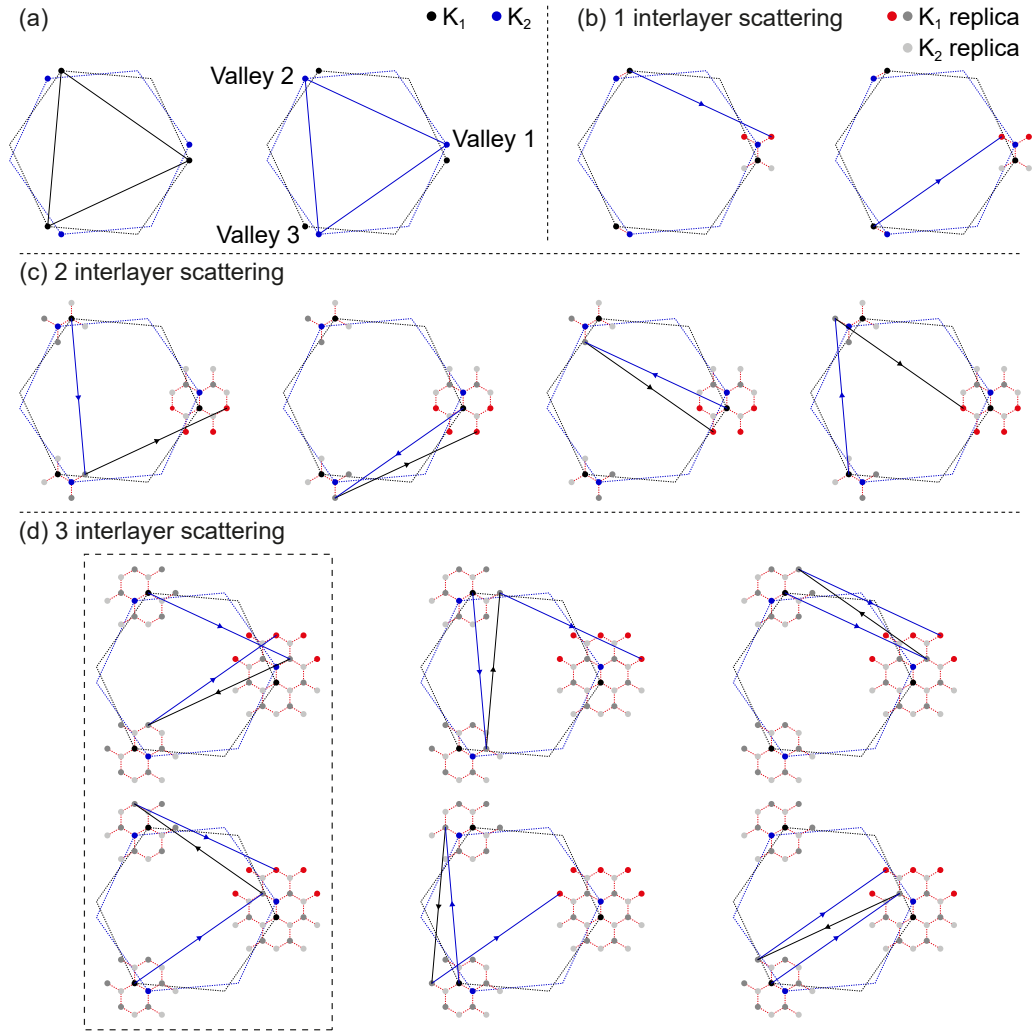 (a)
K₁
K₂
Valley 2
Valley 1
Valley 3
(b) 1 interlayer scattering
K₁ replica
K₂ replica
(c) 2 interlayer scattering
(d) 3 interlayer scattering